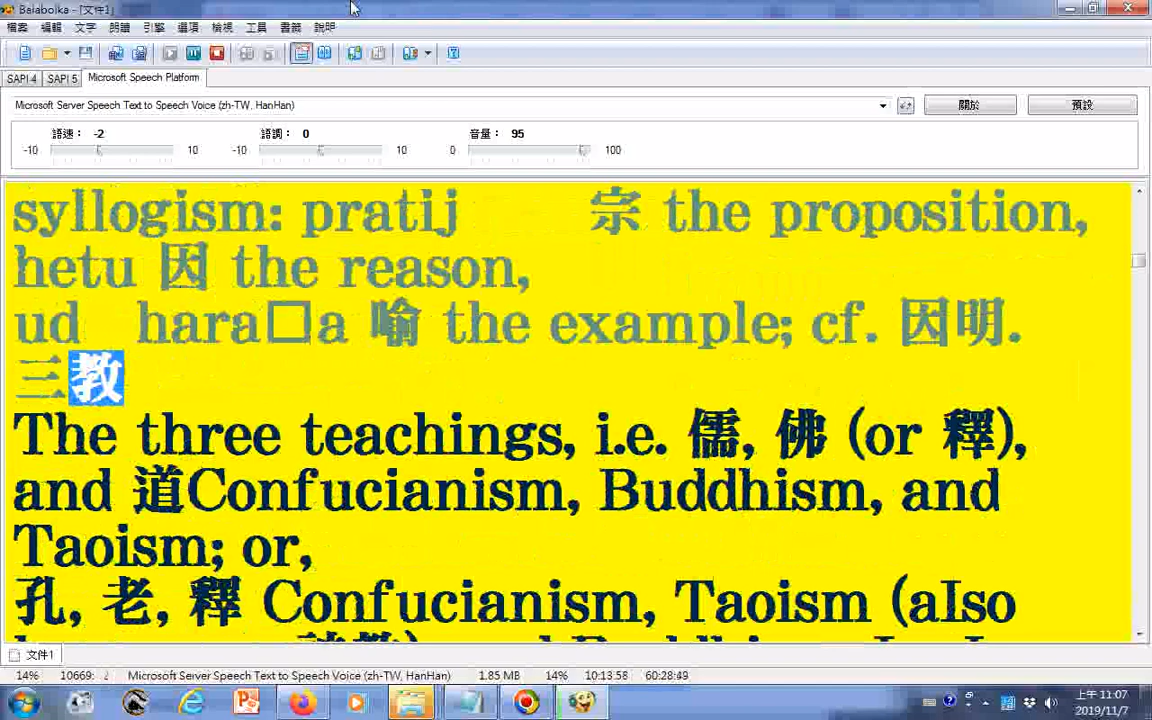 Balabolka - [文件1]
檔案 編輯 文字 朗讀 引擎 選項 檢視 工具 書籤 說明
SAPI 4 SAPI 5 Microsoft Speech Platform
Microsoft Server Speech Text to Speech Voice (zh-TW, HanHan) 關於 預設
語速： -2 語調： 0 音量： 95
-10 10 -10 10 0 100
syllogism: pratij 宗 the proposition,
hetu 因 the reason,
ud hara□a 喻 the example; cf. 因明.
三教
The three teachings, i.e. 儒, 佛 (or 釋),
and 道Confucianism, Buddhism, and
Taoism; or,
孔, 老, 釋 Confucianism, Taoism (aIso
文件1
14% 10669: 2 Microsoft Server Speech Text to Speech Voice (zh-TW, HanHan) 1.85 MB 14% 10:13:58 60:28:49
上午 11:07
2019/11/7